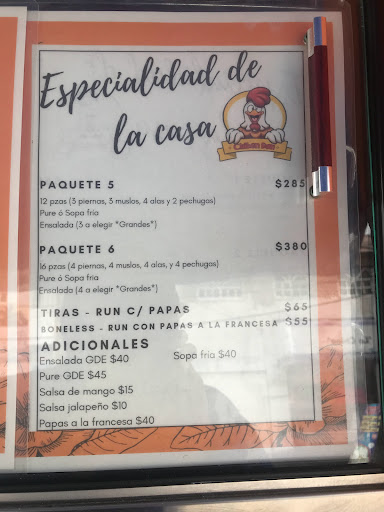 Especialidad de
la casa
PAQUETE 5 $285
12 pzas (3 piernas, 3 muslos, 4 alas y 2 pechugas)
Pure ó Sopa fria
Ensalada (3 a elegir "Grandes")
PAQUETE 6 $380
16 pzas (4 piernas, 4 muslos, 4 alas, y 4 pechugas)
Pure ó Sopa fria
Ensalada (4 a elegir "Grandes")
TIRAS - RUN C/ PAPAS $65
BONELESS - RUN CON PAPAS A LA FRANCESA $55
ADICIONALES
Ensalada GDE $40 Sopa fria $40
Pure GDE $45
Salsa de mango $15
Salsa jalapeño $10
Papas a la francesa $40